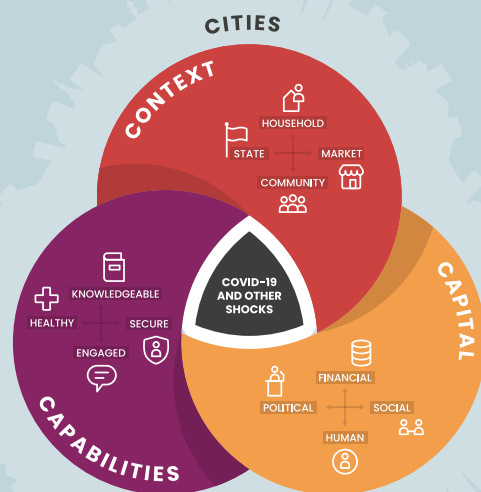 CITIES
CONTEXT
HOUSEHOLD
STATE
MARKET
COMMUNITY
COVID-19
AND OTHER
SHOCKS
KNOWLEDGEABLE
HEALTHY
SECURE
ENGAGED
CAPABILITIES
CAPITAL
FINANCIAL
POLITICAL
SOCIAL
HUMAN